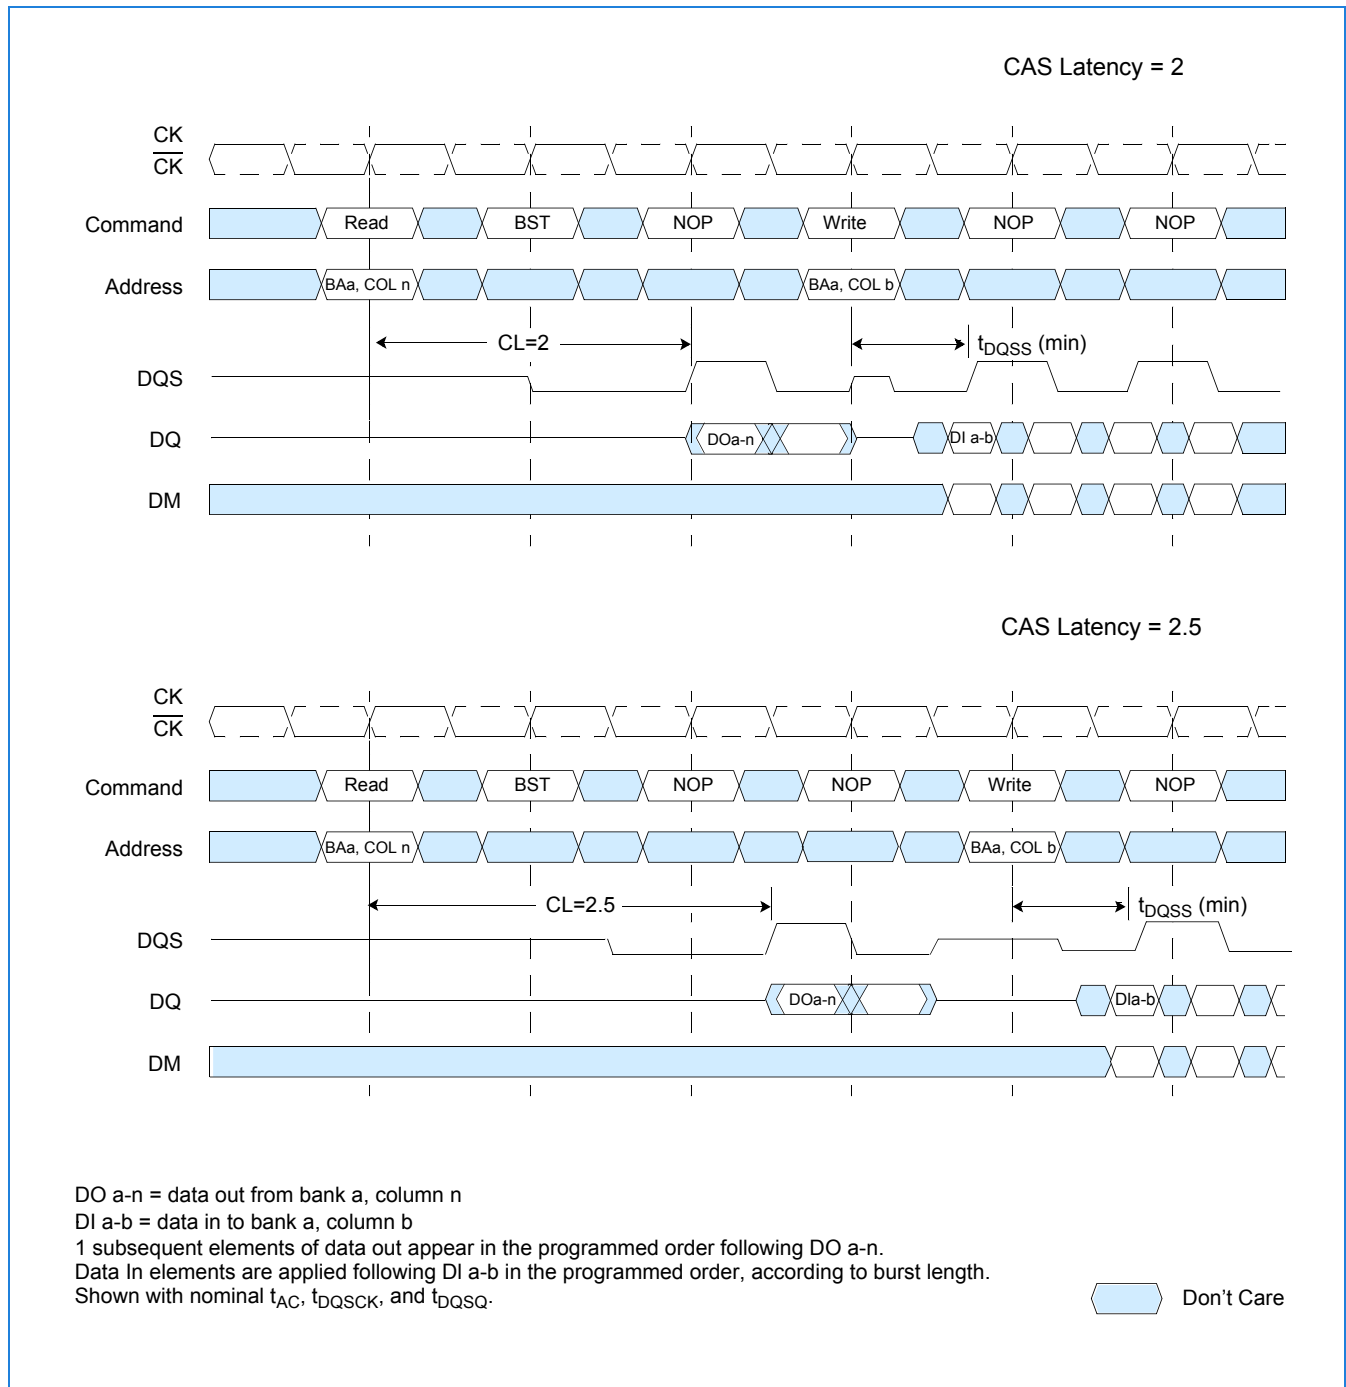 CAS Latency = 2
CK
CK
Command
Read
BST
NOP
Write
NOP
NOP
Address
BAa, COL n
BAa, COL b
CL=2
tDQSS (min)
DQS
DQ
DOa-n
DI a-b
DM
CAS Latency = 2.5
CK
CK
Command
Read
BST
NOP
NOP
Write
NOP
Address
BAa, COL n
BAa, COL b
CL=2.5
tDQSS (min)
DQS
DQ
DOa-n
DIa-b
DM
DO a-n = data out from bank a, column n
DI a-b = data in to bank a, column b
1 subsequent elements of data out appear in the programmed order following DO a-n.
Data In elements are applied following DI a-b in the programmed order, according to burst length.
Shown with nominal tAC, tDQSCK, and tDQSQ.
Don't Care